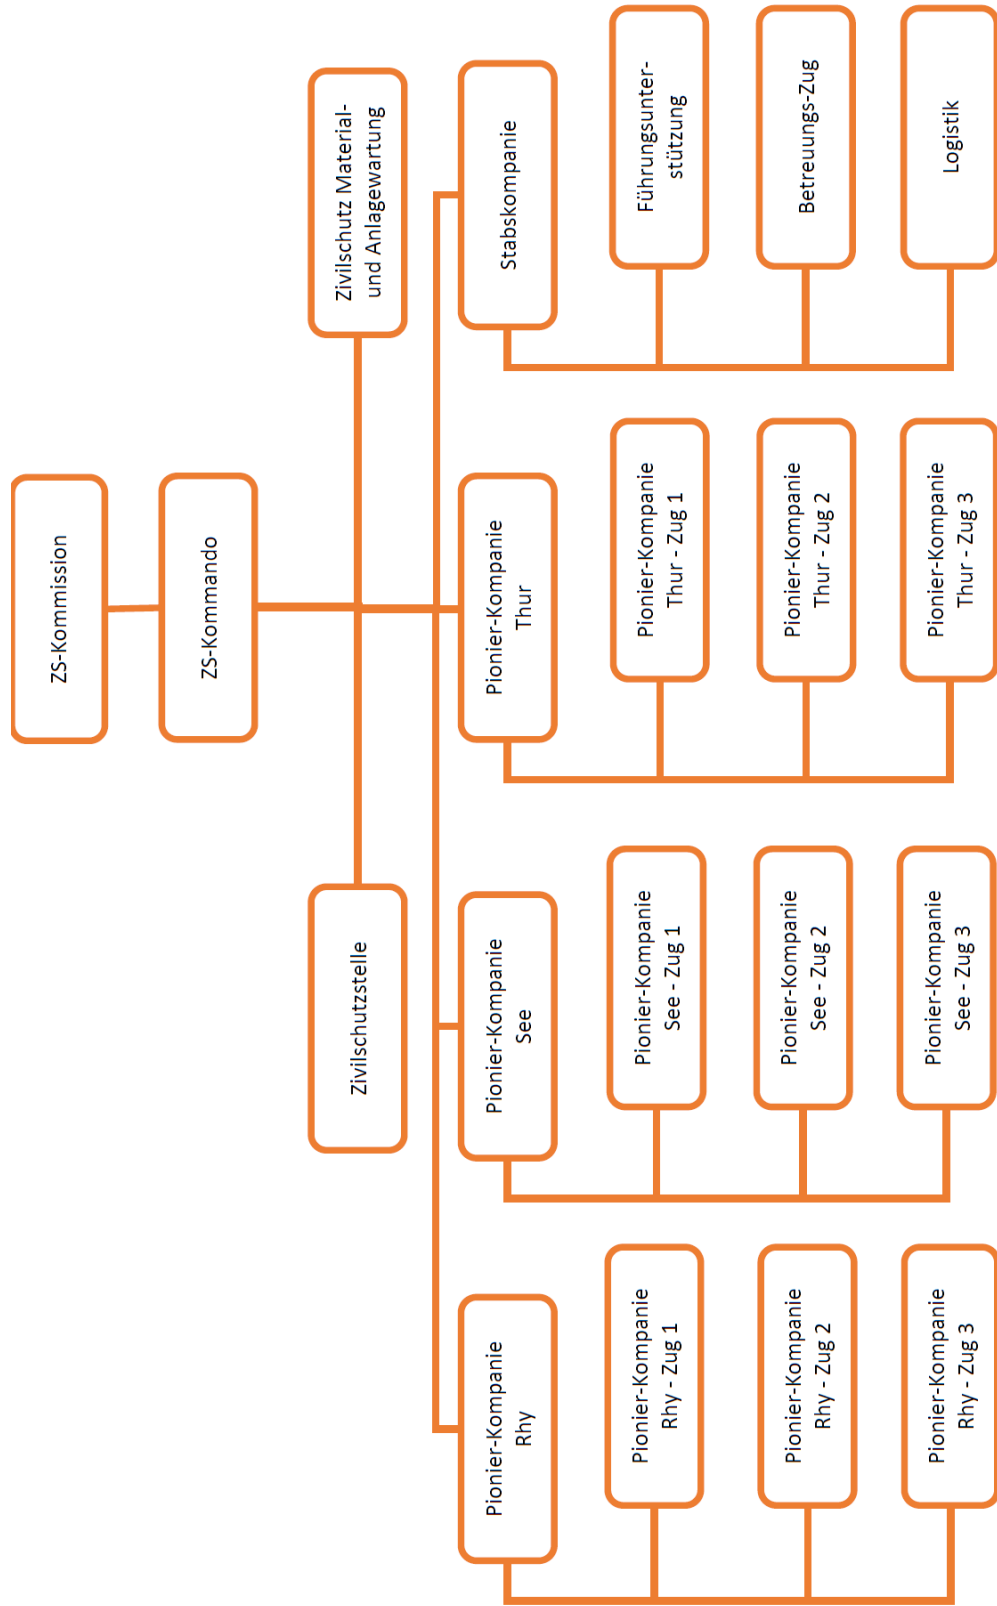 ZS-Kommission
ZS-Kommando
Zivilschutzstelle
Zivilschutz Material-
und Anlagewartung
Pionier-Kompanie
Rhy
Pionier-Kompanie
See
Pionier-Kompanie
Thur
Stabskompanie
Pionier-Kompanie
Rhy - Zug 1
Pionier-Kompanie
See - Zug 1
Pionier-Kompanie
Thur - Zug 1
Führungsunter-
stützung
Pionier-Kompanie
Rhy - Zug 2
Pionier-Kompanie
See - Zug 2
Pionier-Kompanie
Thur - Zug 2
Betreuungs-Zug
Pionier-Kompanie
Rhy - Zug 3
Pionier-Kompanie
See - Zug 3
Pionier-Kompanie
Thur - Zug 3
Logistik